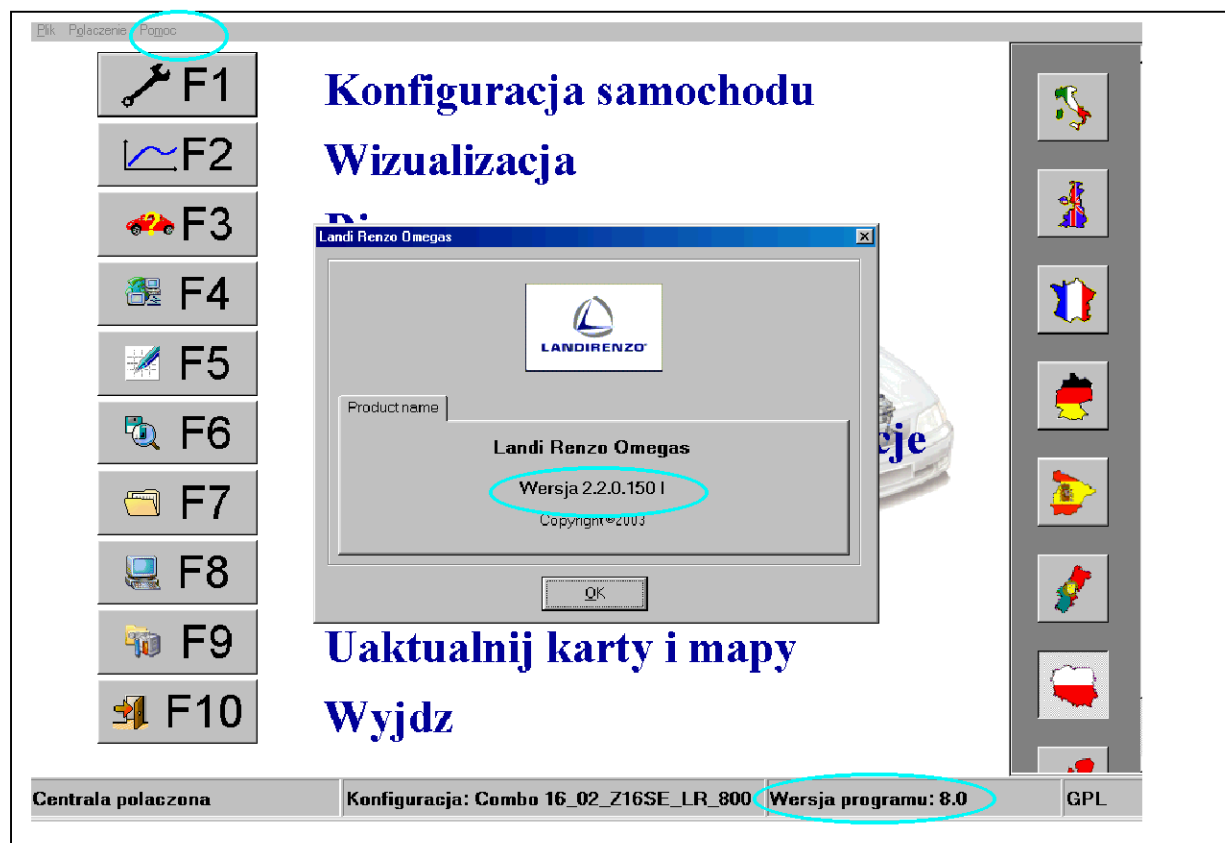 Plik Polaczenie Pomoc
F1 Konfiguracja samochodu
F2 Wizualizacja
F3
Landi Renzo Omegas
F4
LANDIRENZO
F5
Product name
F6
Landi Renzo Omegas
Wersja 2.2.0.150 I
F7
Copyright©2003
F8
OK
F9 Uaktualnij karty i mapy
F10 Wyjdz
Centrala polaczona Konfiguracja: Combo 16_02_Z16SE_LR_800 Wersja programu: 8.0 GPL